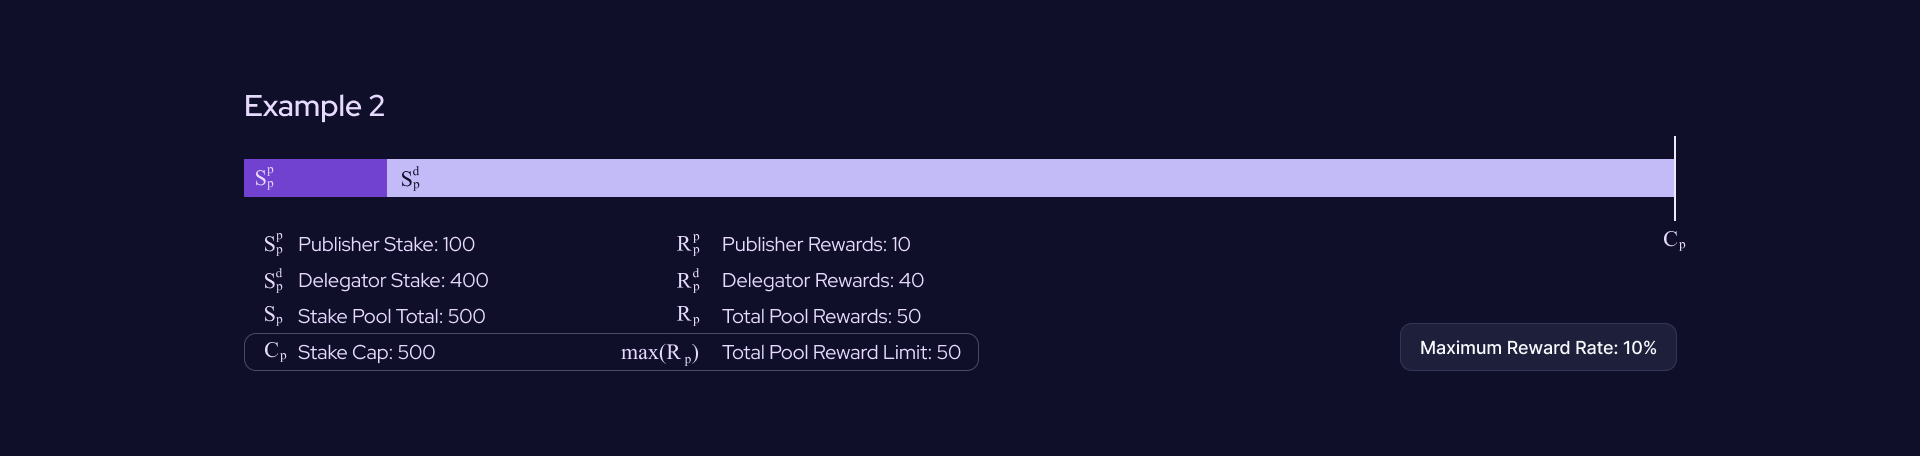 Example 2
S_p^p
S_p^d
C_p
S_p^p Publisher Stake: 100
S_p^d Delegator Stake: 400
S_p Stake Pool Total: 500
C_p Stake Cap: 500
R_p^p Publisher Rewards: 10
R_p^d Delegator Rewards: 40
R_p Total Pool Rewards: 50
max(R_p) Total Pool Reward Limit: 50
Maximum Reward Rate: 10%